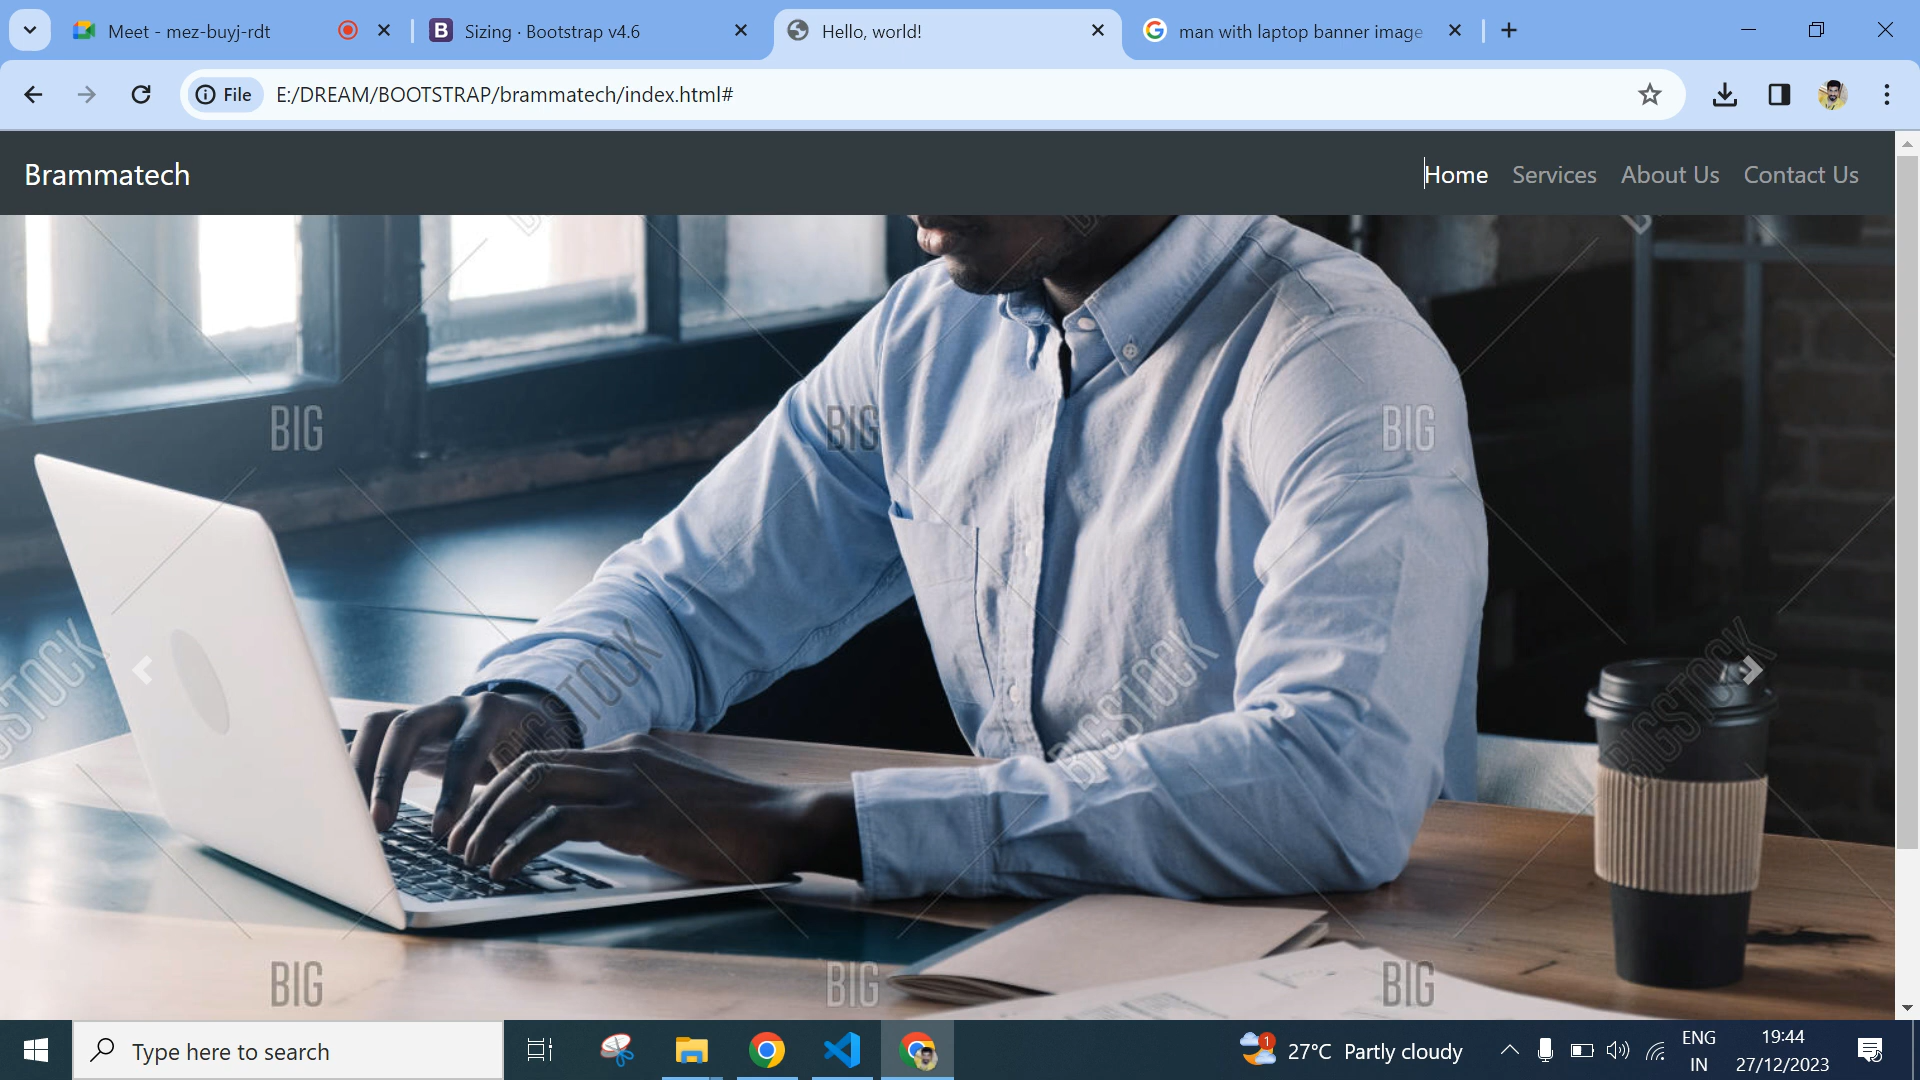 Meet - mez-buyj-rdt
Sizing · Bootstrap v4.6
Hello, world!
man with laptop banner image
File
E:/DREAM/BOOTSTRAP/brammatech/index.html#
Brammatech
Home Services About Us Contact Us
BIG BIG BIG
BIGSTOCK BIGSTOCK BIGSTOCK BIGSTOCK
BIG BIG BIG
Type here to search
1
27°C Partly cloudy
ENG
IN
19:44
27/12/2023